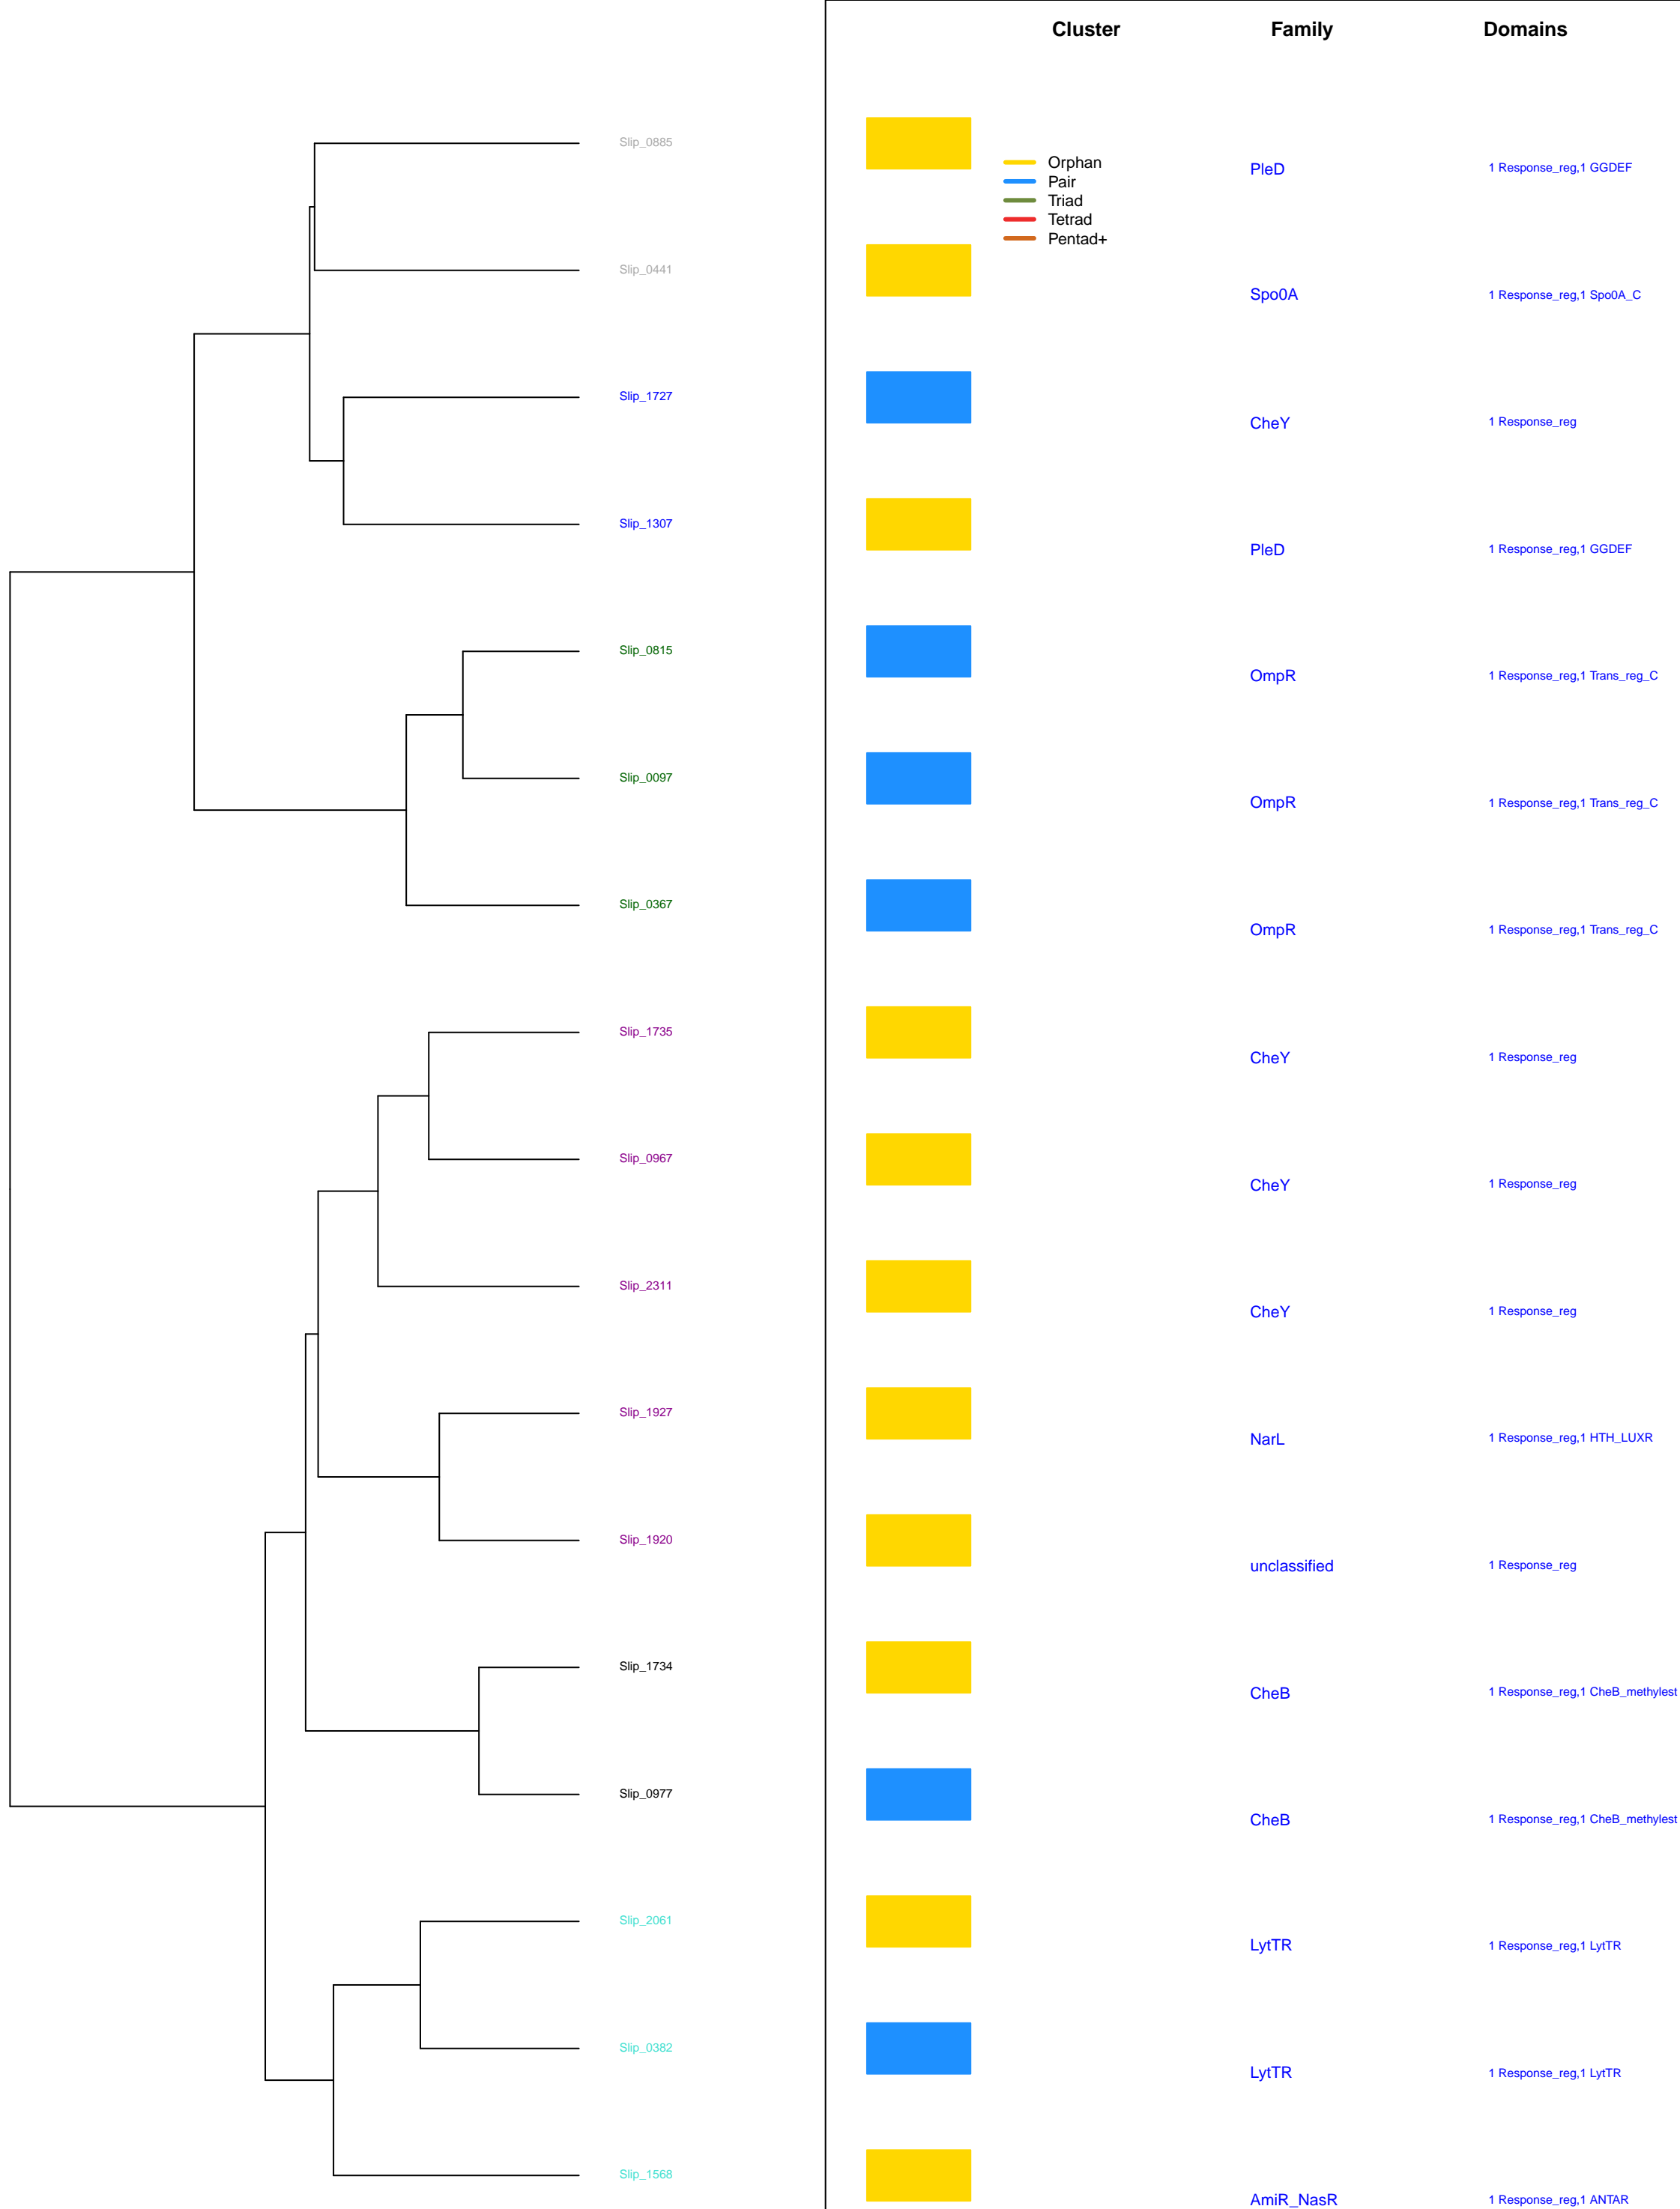 Cluster Family Domains
Slip_0885
Orphan
PleD 1 Response_reg,1 GGDEF
Pair
Triad
Tetrad
Pentad+
Slip_0441
Spo0A 1 Response_reg,1 Spo0A_C
Slip_1727
CheY 1 Response_reg
Slip_1307
PleD 1 Response_reg,1 GGDEF
Slip_0815
OmpR 1 Response_reg,1 Trans_reg_C
Slip_0097
OmpR 1 Response_reg,1 Trans_reg_C
Slip_0367
OmpR 1 Response_reg,1 Trans_reg_C
Slip_1735
CheY 1 Response_reg
Slip_0967
CheY 1 Response_reg
Slip_2311
CheY 1 Response_reg
Slip_1927
NarL 1 Response_reg,1 HTH_LUXR
Slip_1920
unclassified 1 Response_reg
Slip_1734
CheB 1 Response_reg,1 CheB_methylest
Slip_0977
CheB 1 Response_reg,1 CheB_methylest
Slip_2061
LytTR 1 Response_reg,1 LytTR
Slip_0382
LytTR 1 Response_reg,1 LytTR
Slip_1568
AmiR_NasR 1 Response_reg,1 ANTAR